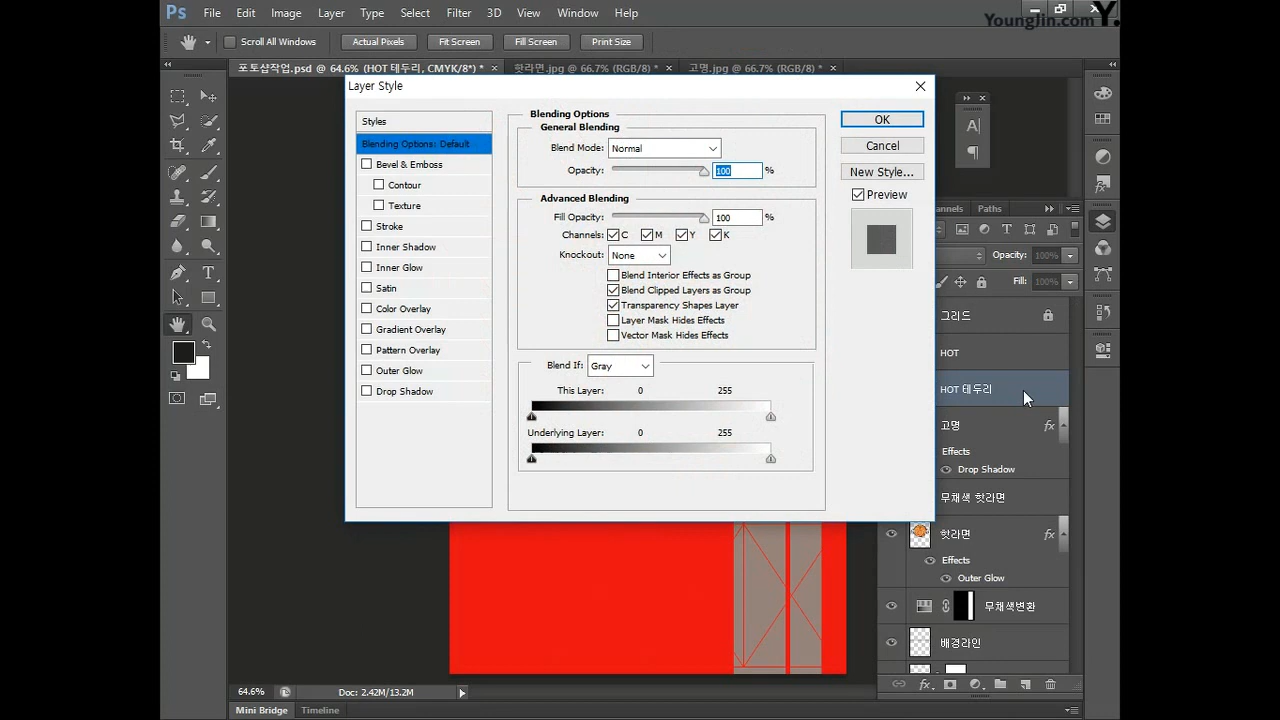 Ps File Edit Image Layer Type Select Filter 3D View Window Help
YoungJin.com Y.
Scroll All Windows Actual Pixels Fit Screen Fill Screen Print Size
포토샵작업.psd @ 64.6% (HOT 테두리, CMYK/8*) * × 핫라면.jpg @ 66.7% (RGB/8) * × 고명.jpg @ 66.7% (RGB/8) * ×
Layer Style
Styles
Blending Options: Default
Bevel & Emboss
Contour
Texture
Stroke
Inner Shadow
Inner Glow
Satin
Color Overlay
Gradient Overlay
Pattern Overlay
Outer Glow
Drop Shadow
Blending Options
General Blending
Blend Mode: Normal
Opacity: 100 %
Advanced Blending
Fill Opacity: 100 %
Channels: C M Y K
Knockout: None
Blend Interior Effects as Group
Blend Clipped Layers as Group
Transparency Shapes Layer
Layer Mask Hides Effects
Vector Mask Hides Effects
Blend If: Gray
This Layer: 0 255
Underlying Layer: 0 255
OK
Cancel
New Style...
Preview
annels Paths
Opacity: 100%
Fill: 100%
그리드
HOT
HOT 테두리
고명 fx
Effects
Drop Shadow
무채색 핫라면
핫라면 fx
Effects
Outer Glow
무채색변환
배경라인
64.6% Doc: 2.42M/13.2M
Mini Bridge Timeline